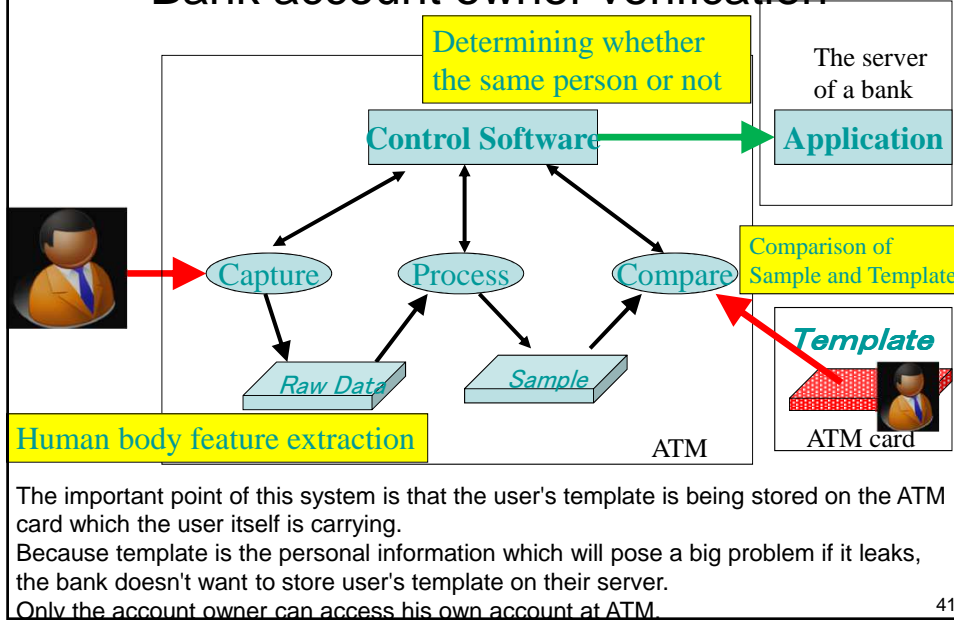 Bank account owner verification
Determining whether
the same person or not
The server
of a bank
Control Software
Application
Capture
Process
Compare
Comparison of
Sample and Template
Raw Data
Sample
Template
Human body feature extraction
ATM
ATM card
The important point of this system is that the user's template is being stored on the ATM
card which the user itself is carrying.
Because template is the personal information which will pose a big problem if it leaks,
the bank doesn't want to store user's template on their server.
Only the account owner can access his own account at ATM.
41